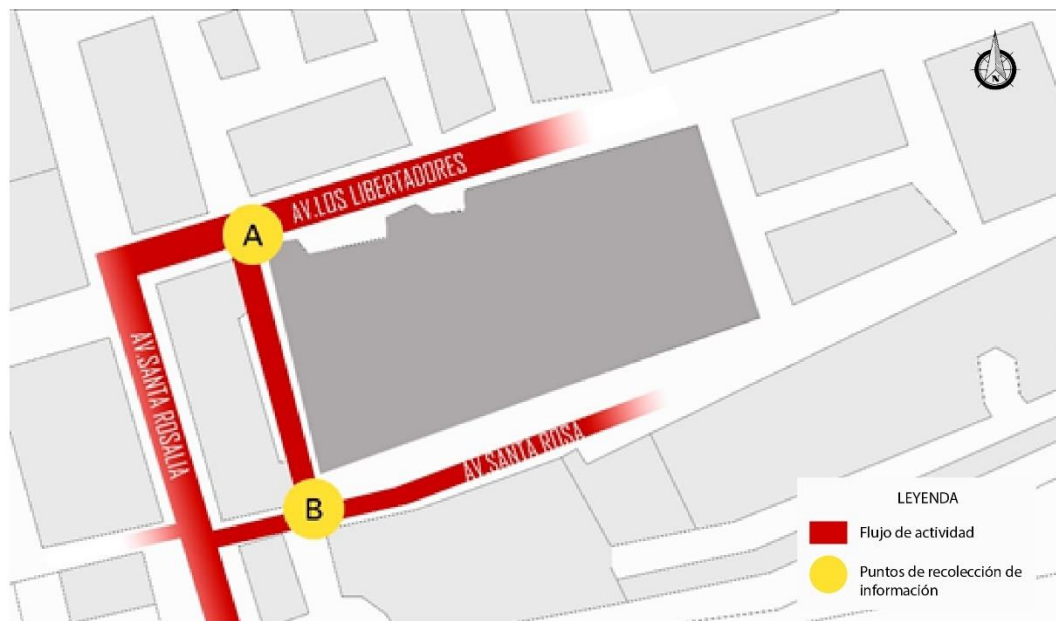 N
AV.LOS LIBERTADORES
A
AV.SANTA ROSALIA
AV.SANTA ROSA
B
LEYENDA
Flujo de actividad
Puntos de recolección de
información